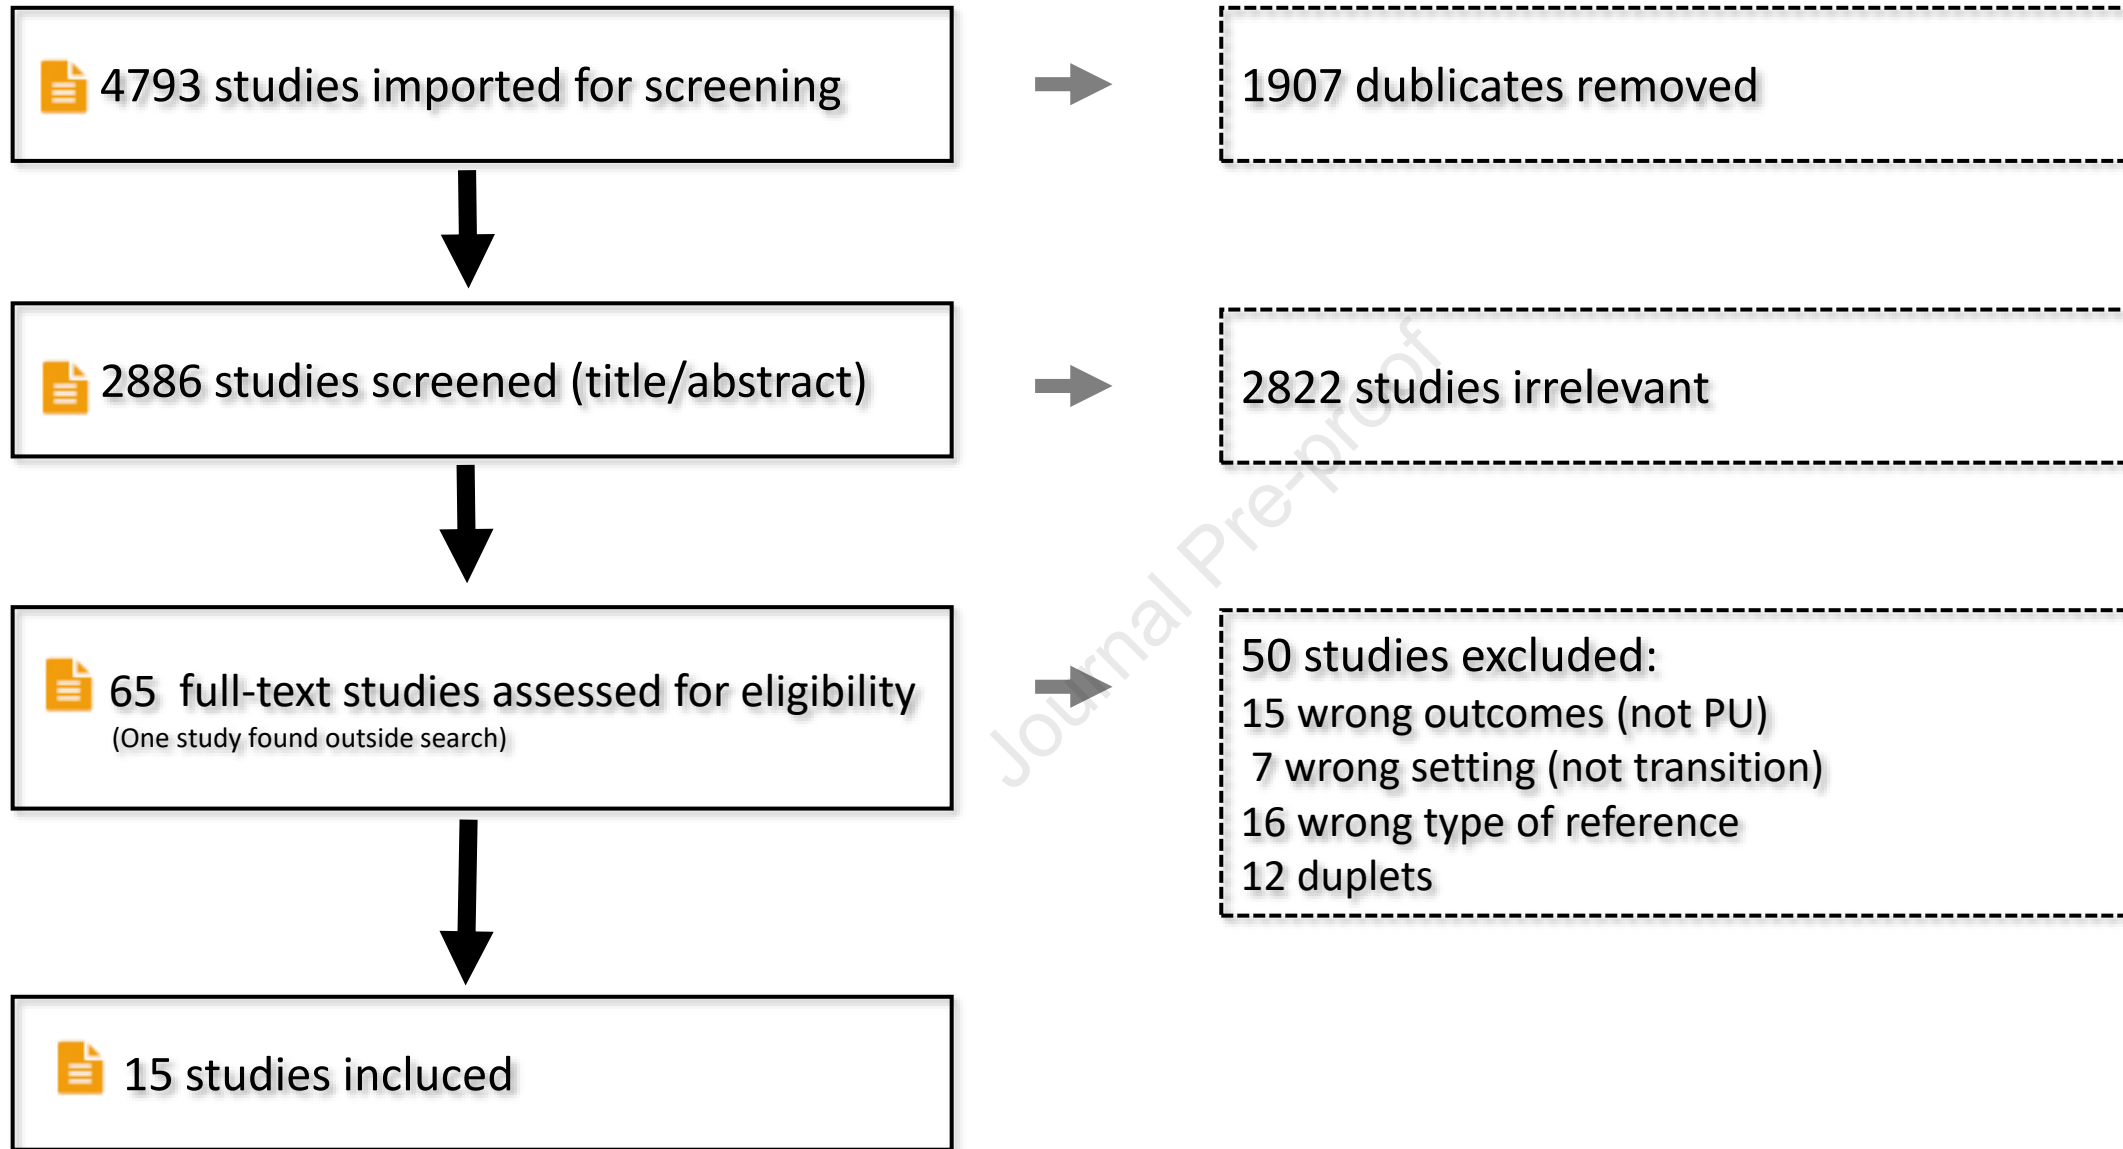 4793 studies imported for screening
1907 dublicates removed
2886 studies screened (title/abstract)
2822 studies irrelevant
65 full-text studies assessed for eligibility
(One study found outside search)
50 studies excluded:
15 wrong outcomes (not PU)
7 wrong setting (not transition)
16 wrong type of reference
12 duplets
15 studies incluced
Journal Pre-proof